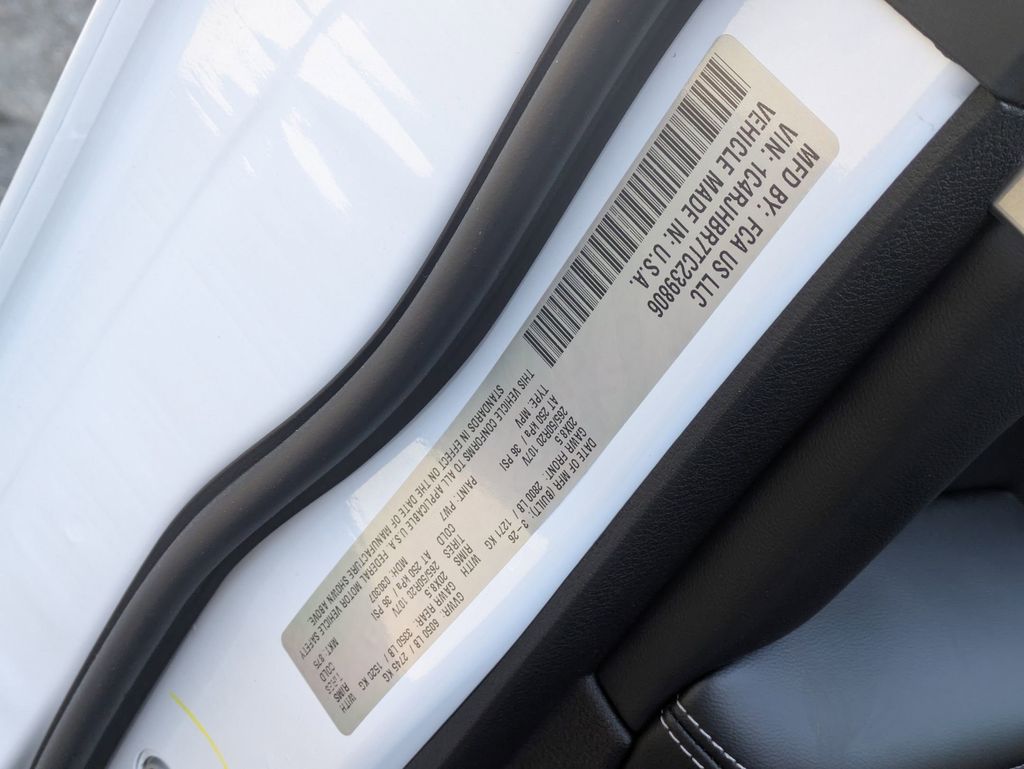 MFD BY: FCA US LLC
VIN: 1C4RJHBR7TC239806
VEHICLE MADE IN: U.S.A.
DATE OF MFR (BUILT): 3-26 GVWR: 6050 LB / 2745 KG
GAWR FRONT: 2800 LB / 1271 KG WITH GAWR REAR: 3350 LB / 1520 KG WITH
20X8.5 RIMS 20X8.5 RIMS
265/50R20 107V TIRES 265/50R20 107V TIRES
AT 250 kPa / 36 PSI COLD AT 250 kPa / 36 PSI COLD
TYPE: MPV PAINT: PW7 MDH: 030307 MKT: 875
THIS VEHICLE CONFORMS TO ALL APPLICABLE U.S.A. FEDERAL MOTOR VEHICLE SAFETY
STANDARDS IN EFFECT ON THE DATE OF MANUFACTURE SHOWN ABOVE